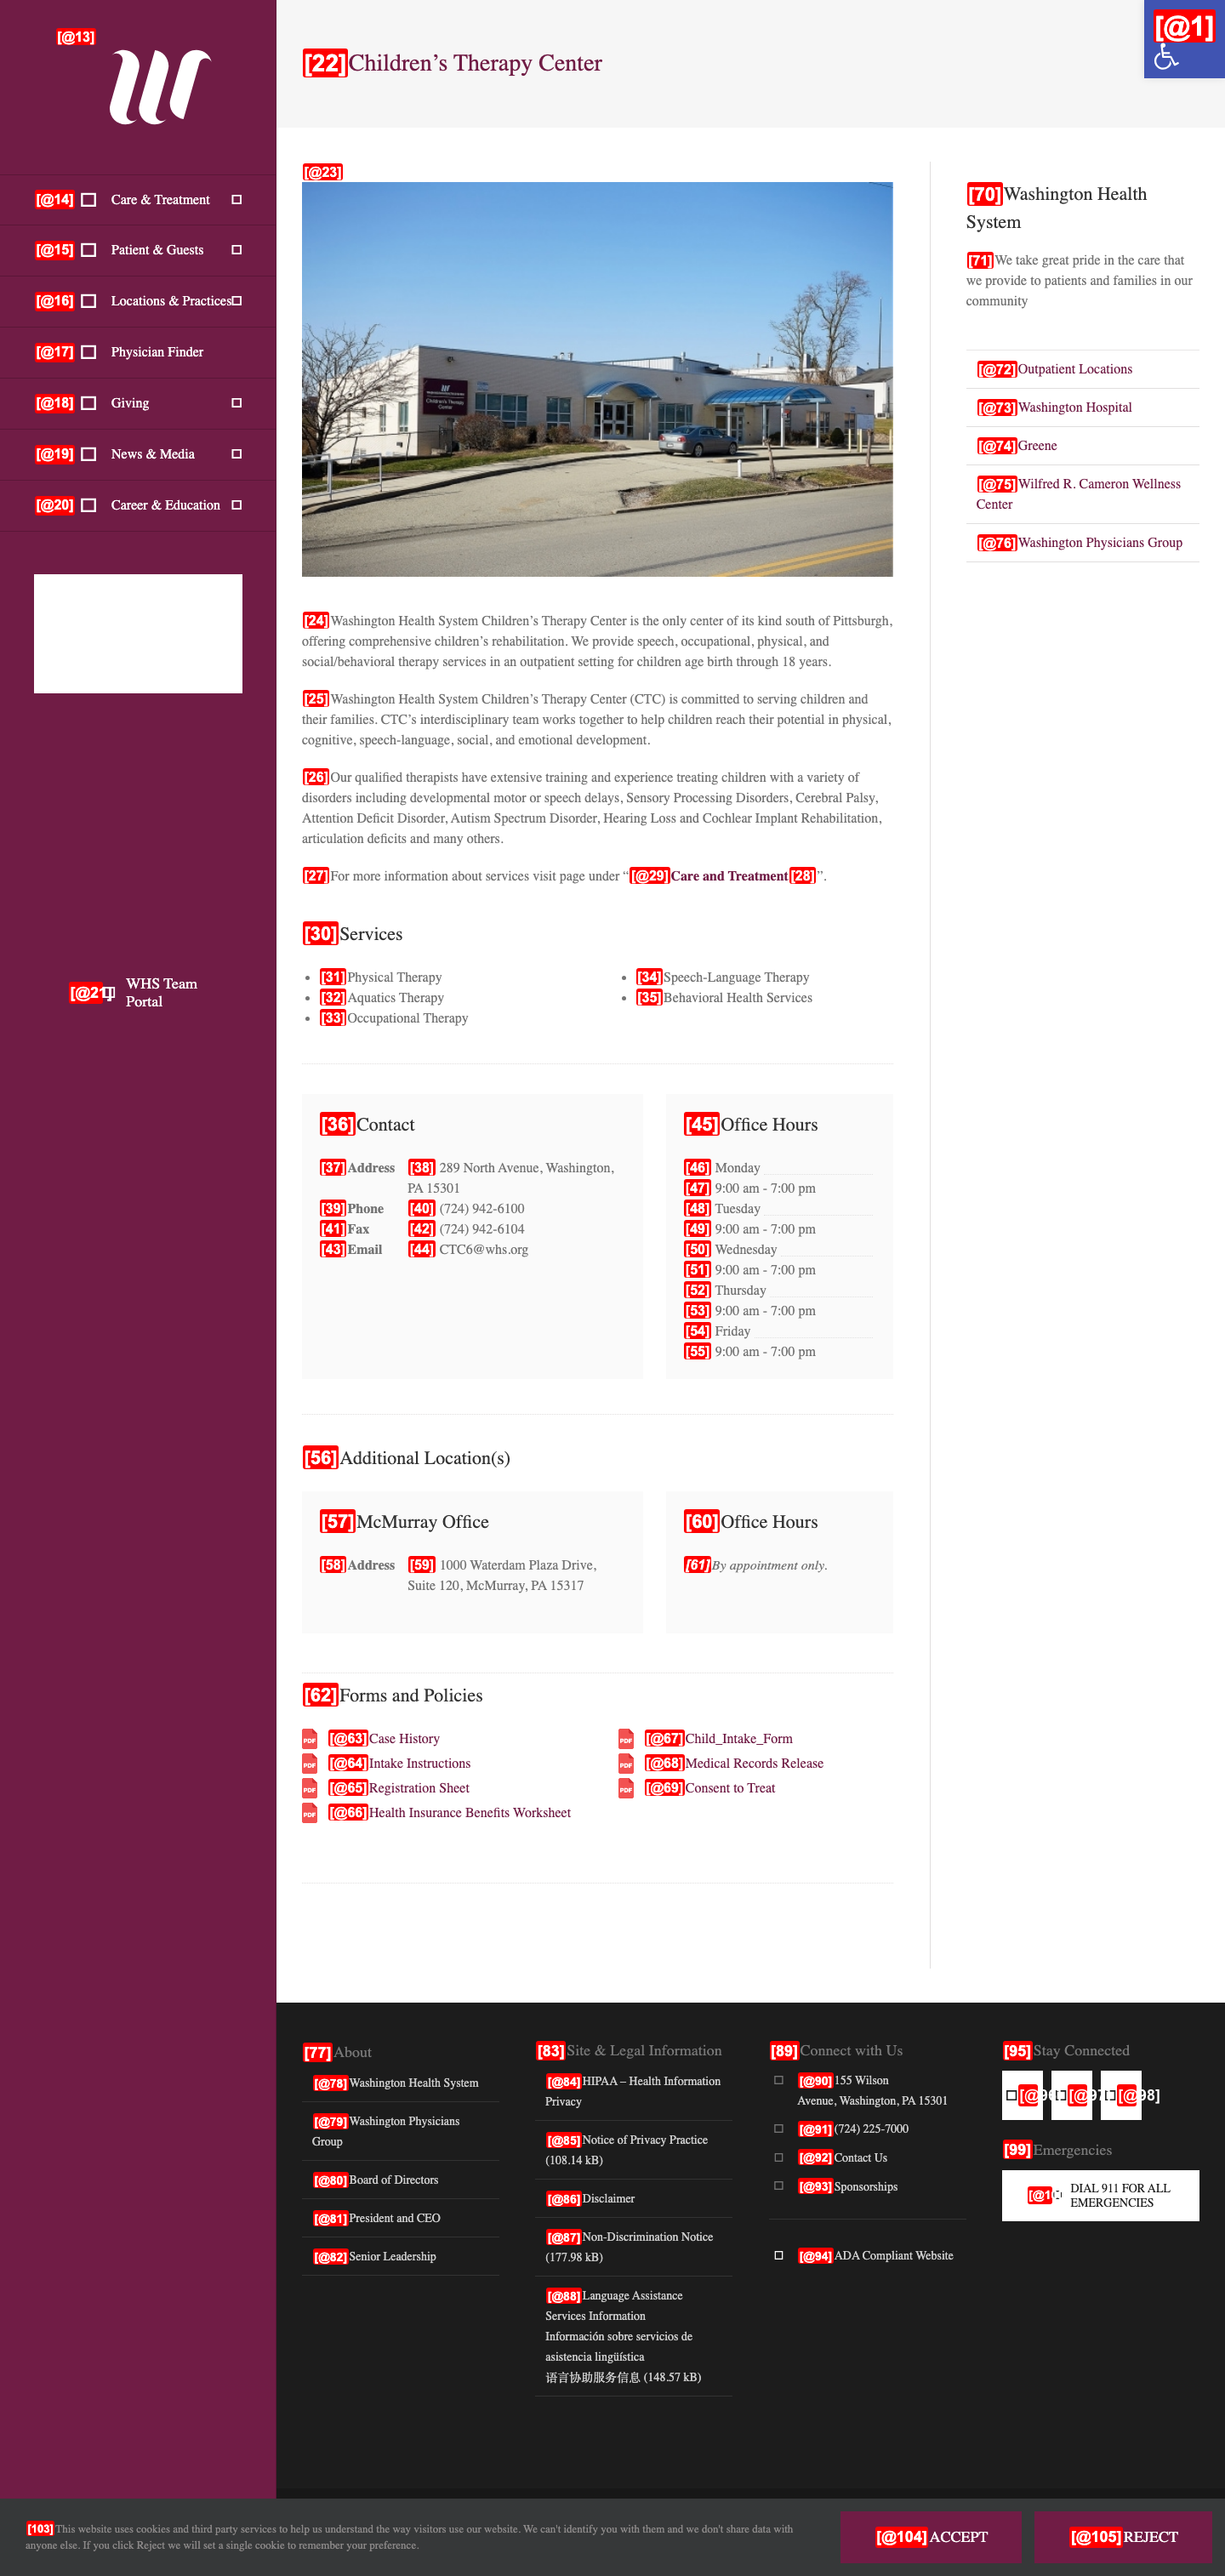 [@13]
[@1]
[22]Children's Therapy Center
[@14] Care & Treatment
[@15] Patient & Guests
[@16] Locations & Practices
[@17] Physician Finder
[@18] Giving
[@19] News & Media
[@20] Career & Education
[@21] WHS Team
Portal
[@23]
Children's Therapy
Center
[24]Washington Health System Children's Therapy Center is the only center of its kind south of Pittsburgh,
offering comprehensive children's rehabilitation. We provide speech, occupational, physical, and
social/behavioral therapy services in an outpatient setting for children age birth through 18 years.
[25]Washington Health System Children's Therapy Center (CTC) is committed to serving children and
their families. CTC's interdisciplinary team works together to help children reach their potential in physical,
cognitive, speech-language, social, and emotional development.
[26]Our qualified therapists have extensive training and experience treating children with a variety of
disorders including developmental motor or speech delays, Sensory Processing Disorders, Cerebral Palsy,
Attention Deficit Disorder, Autism Spectrum Disorder, Hearing Loss and Cochlear Implant Rehabilitation,
articulation deficits and many others.
[27]For more information about services visit page under “[@29]Care and Treatment[28]”.
[30]Services
[31]Physical Therapy
[32]Aquatics Therapy
[33]Occupational Therapy
[34]Speech-Language Therapy
[35]Behavioral Health Services
[36]Contact
[37]Address [38] 289 North Avenue, Washington,
PA 15301
[39]Phone [40] (724) 942-6100
[41]Fax [42] (724) 942-6104
[43]Email [44] CTC6@whs.org
[45]Office Hours
[46] Monday
[47] 9:00 am - 7:00 pm
[48] Tuesday
[49] 9:00 am - 7:00 pm
[50] Wednesday
[51] 9:00 am - 7:00 pm
[52] Thursday
[53] 9:00 am - 7:00 pm
[54] Friday
[55] 9:00 am - 7:00 pm
[56]Additional Location(s)
[57]McMurray Office
[58]Address [59] 1000 Waterdam Plaza Drive,
Suite 120, McMurray, PA 15317
[60]Office Hours
[61]By appointment only.
[62]Forms and Policies
PDF [@63]Case History
PDF [@64]Intake Instructions
PDF [@65]Registration Sheet
PDF [@66]Health Insurance Benefits Worksheet
PDF [@67]Child_Intake_Form
PDF [@68]Medical Records Release
PDF [@69]Consent to Treat
[70]Washington Health
System
[71]We take great pride in the care that
we provide to patients and families in our
community
[@72]Outpatient Locations
[@73]Washington Hospital
[@74]Greene
[@75]Wilfred R. Cameron Wellness
Center
[@76]Washington Physicians Group
[77]About
[@78]Washington Health System
[@79]Washington Physicians
Group
[@80]Board of Directors
[@81]President and CEO
[@82]Senior Leadership
[83]Site & Legal Information
[@84]HIPAA – Health Information
Privacy
[@85]Notice of Privacy Practice
(108.14 kB)
[@86]Disclaimer
[@87]Non-Discrimination Notice
(177.98 kB)
[@88]Language Assistance
Services Information
Información sobre servicios de
asistencia lingüística
语言协助服务信息 (148.57 kB)
[89]Connect with Us
[@90]155 Wilson
Avenue, Washington, PA 15301
[@91](724) 225-7000
[@92]Contact Us
[@93]Sponsorships
[@94]ADA Compliant Website
[95]Stay Connected
[@98]
[99]Emergencies
DIAL 911 FOR ALL
EMERGENCIES
[103]This website uses cookies and third party services to help us understand the way visitors use our website. We can't identify you with them and we don't share data with
anyone else. If you click Reject we will set a single cookie to remember your preference.
[@104]ACCEPT
[@105]REJECT